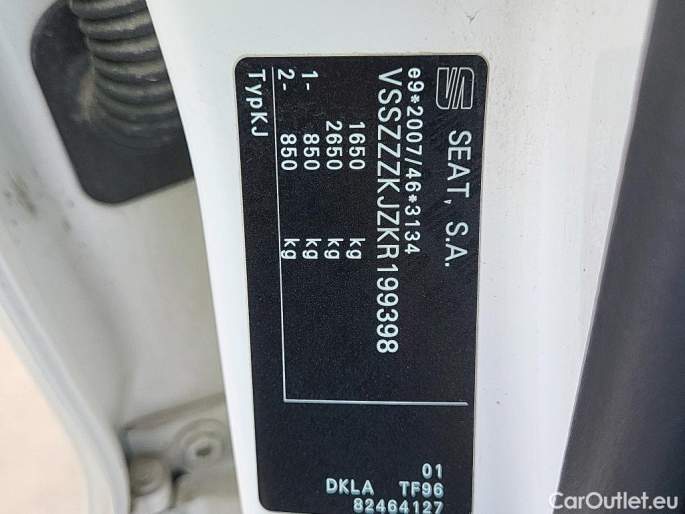 SEAT, S.A.
e9*2007/46*3134
VSSZZZKJZKR199398
1650 kg
2650 kg
1- 850 kg
2- 850 kg
TypKJ
01
DKLA TF96
82464127
CarOutlet.eu